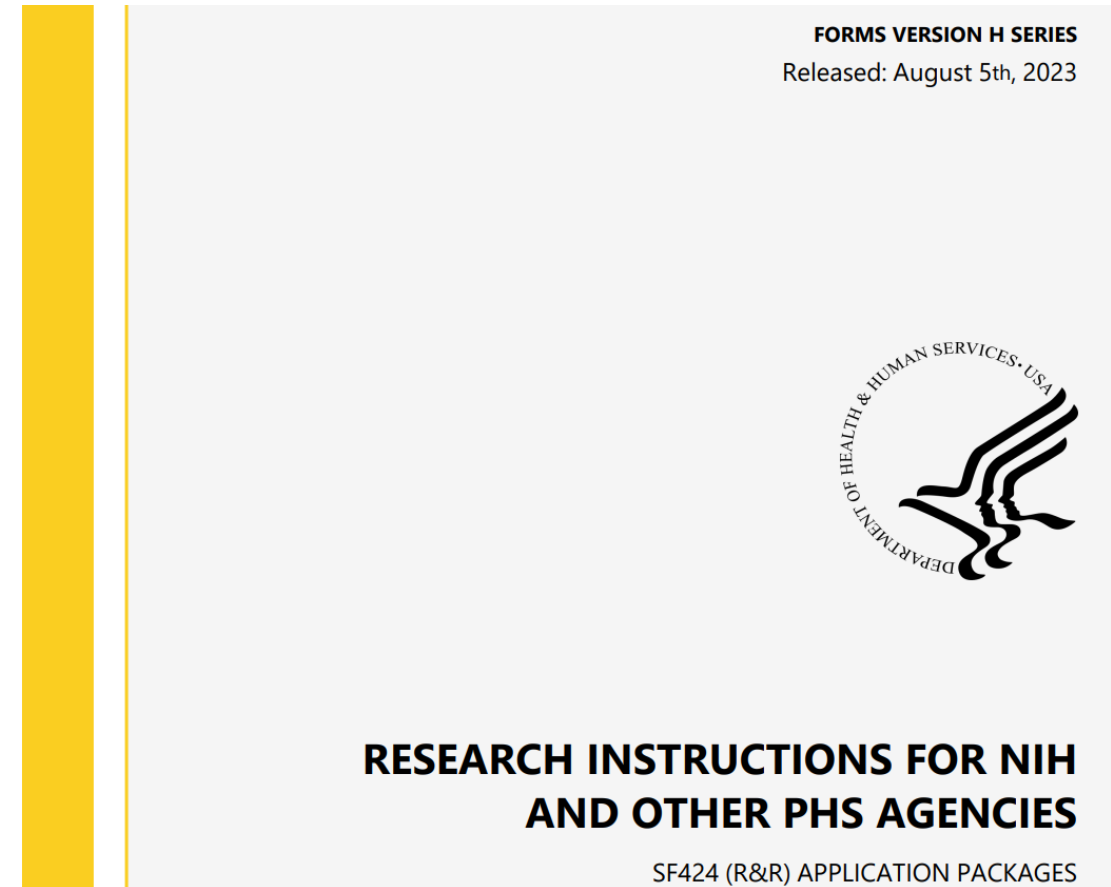 FORMS VERSION H SERIES
Released: August 5th, 2023
DEPARTMENT OF HEALTH & HUMAN SERVICES • USA
RESEARCH INSTRUCTIONS FOR NIH
AND OTHER PHS AGENCIES
SF424 (R&R) APPLICATION PACKAGES